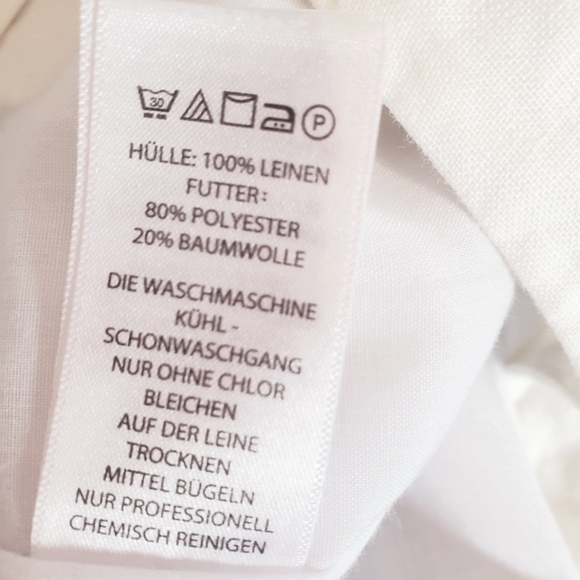 30 P
HÜLLE: 100% LEINEN
FUTTER:
80% POLYESTER
20% BAUMWOLLE
DIE WASCHMASCHINE
KÜHL -
SCHONWASCHGANG
NUR OHNE CHLOR
BLEICHEN
AUF DER LEINE
TROCKNEN
MITTEL BÜGELN
NUR PROFESSIONELL
CHEMISCH REINIGEN